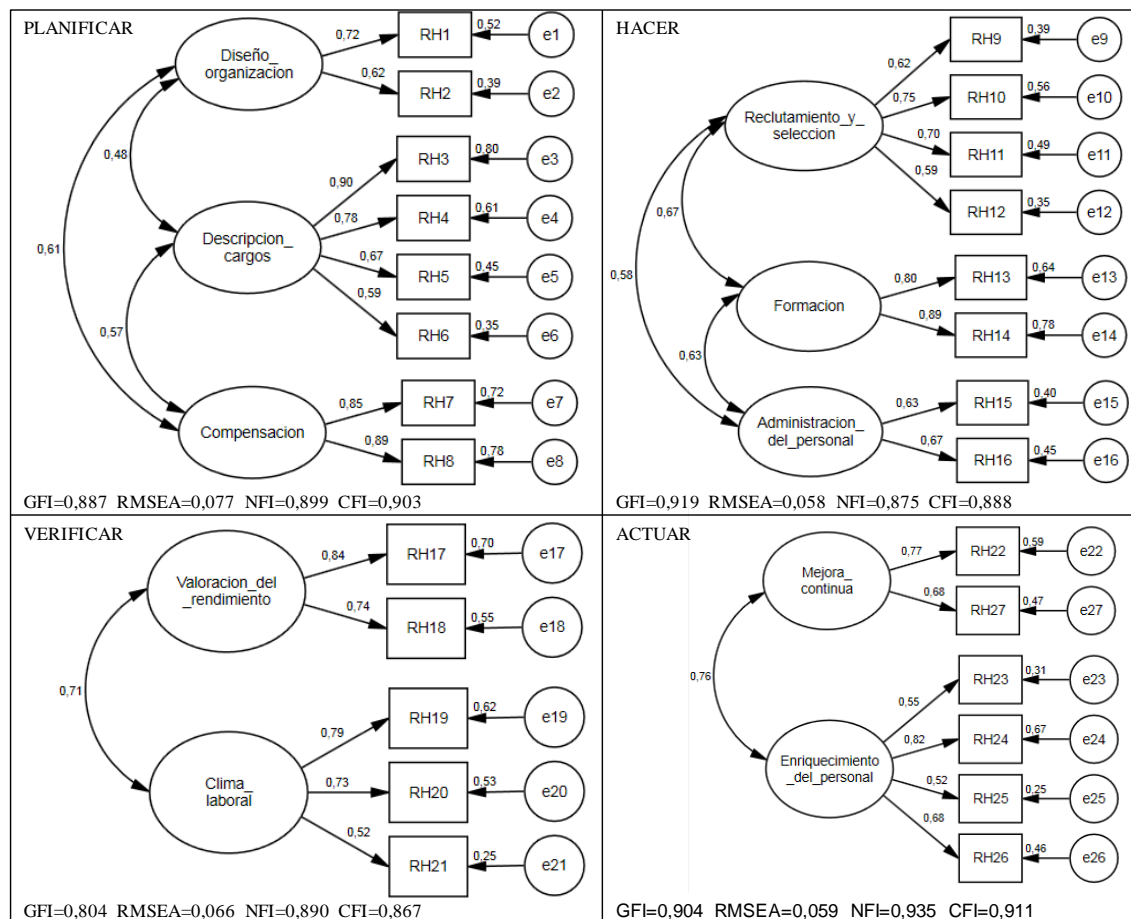 PLANIFICAR
Diseño_
organizacion
0,72
RH1
0,52
e1
0,62
RH2
0,39
e2
0,48
0,90
RH3
0,80
e3
0,78
RH4
0,61
e4
Descripcion_
cargos
0,67
RH5
0,45
e5
0,59
RH6
0,35
e6
0,61
0,57
Compensacion
0,85
RH7
0,72
e7
0,89
RH8
0,78
e8
GFI=0,887 RMSEA=0,077 NFI=0,899 CFI=0,903
HACER
Reclutamiento_y_
seleccion
0,62
RH9
0,39
e9
0,75
RH10
0,56
e10
0,70
RH11
0,49
e11
0,59
RH12
0,35
e12
0,67
0,58
Formacion
0,80
RH13
0,64
e13
0,89
RH14
0,78
e14
0,63
Administracion_
_del_personal
0,63
RH15
0,40
e15
0,67
RH16
0,45
e16
GFI=0,919 RMSEA=0,058 NFI=0,875 CFI=0,888
VERIFICAR
Valoracion_del
_rendimiento
0,84
RH17
0,70
e17
0,74
RH18
0,55
e18
0,71
Clima_
laboral
0,79
RH19
0,62
e19
0,73
RH20
0,53
e20
0,52
RH21
0,25
e21
GFI=0,804 RMSEA=0,066 NFI=0,890 CFI=0,867
ACTUAR
Mejora_
continua
0,77
RH22
0,59
e22
0,68
RH27
0,47
e27
0,76
Enriquecimiento
_del_personal
0,55
RH23
0,31
e23
0,82
RH24
0,67
e24
0,52
RH25
0,25
e25
0,68
RH26
0,46
e26
GFI=0,904 RMSEA=0,059 NFI=0,935 CFI=0,911